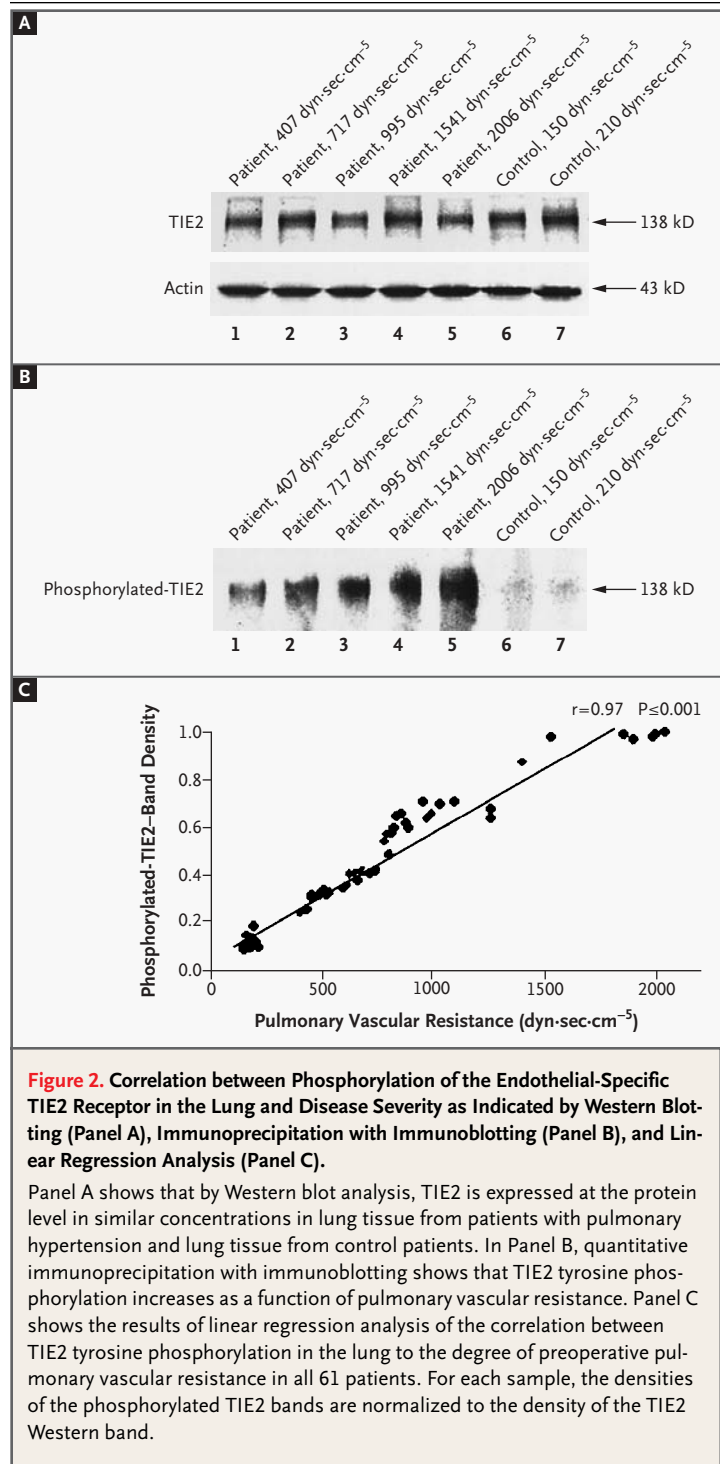 A
Patient, 407 dyn·sec·cm⁻⁵
Patient, 717 dyn·sec·cm⁻⁵
Patient, 995 dyn·sec·cm⁻⁵
Patient, 1541 dyn·sec·cm⁻⁵
Patient, 2006 dyn·sec·cm⁻⁵
Control, 150 dyn·sec·cm⁻⁵
Control, 210 dyn·sec·cm⁻⁵
TIE2 138 kD
Actin 43 kD
1 2 3 4 5 6 7
B
Patient, 407 dyn·sec·cm⁻⁵
Patient, 717 dyn·sec·cm⁻⁵
Patient, 995 dyn·sec·cm⁻⁵
Patient, 1541 dyn·sec·cm⁻⁵
Patient, 2006 dyn·sec·cm⁻⁵
Control, 150 dyn·sec·cm⁻⁵
Control, 210 dyn·sec·cm⁻⁵
Phosphorylated-TIE2 138 kD
1 2 3 4 5 6 7
C
r=0.97 P≤0.001
Phosphorylated-TIE2–Band Density
1.0
0.8
0.6
0.4
0.2
0.0
0 500 1000 1500 2000
Pulmonary Vascular Resistance (dyn·sec·cm⁻⁵)
Figure 2. Correlation between Phosphorylation of the Endothelial-Specific
TIE2 Receptor in the Lung and Disease Severity as Indicated by Western Blot-
ting (Panel A), Immunoprecipitation with Immunoblotting (Panel B), and Lin-
ear Regression Analysis (Panel C).
Panel A shows that by Western blot analysis, TIE2 is expressed at the protein
level in similar concentrations in lung tissue from patients with pulmonary
hypertension and lung tissue from control patients. In Panel B, quantitative
immunoprecipitation with immunoblotting shows that TIE2 tyrosine phos-
phorylation increases as a function of pulmonary vascular resistance. Panel C
shows the results of linear regression analysis of the correlation between
TIE2 tyrosine phosphorylation in the lung to the degree of preoperative pul-
monary vascular resistance in all 61 patients. For each sample, the densities
of the phosphorylated TIE2 bands are normalized to the density of the TIE2
Western band.